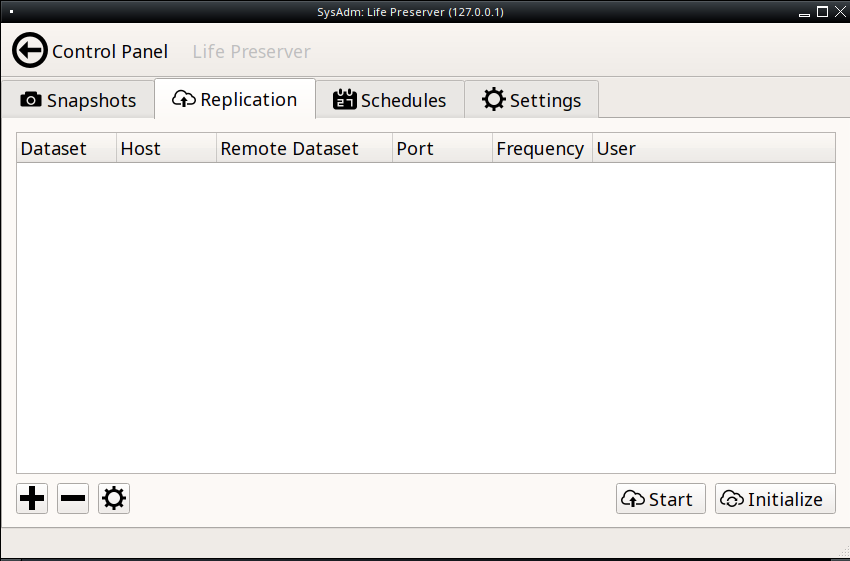 SysAdm: Life Preserver (127.0.0.1)
Control Panel Life Preserver
Snapshots Replication 27 Schedules Settings
Dataset Host Remote Dataset Port Frequency User
Start Initialize